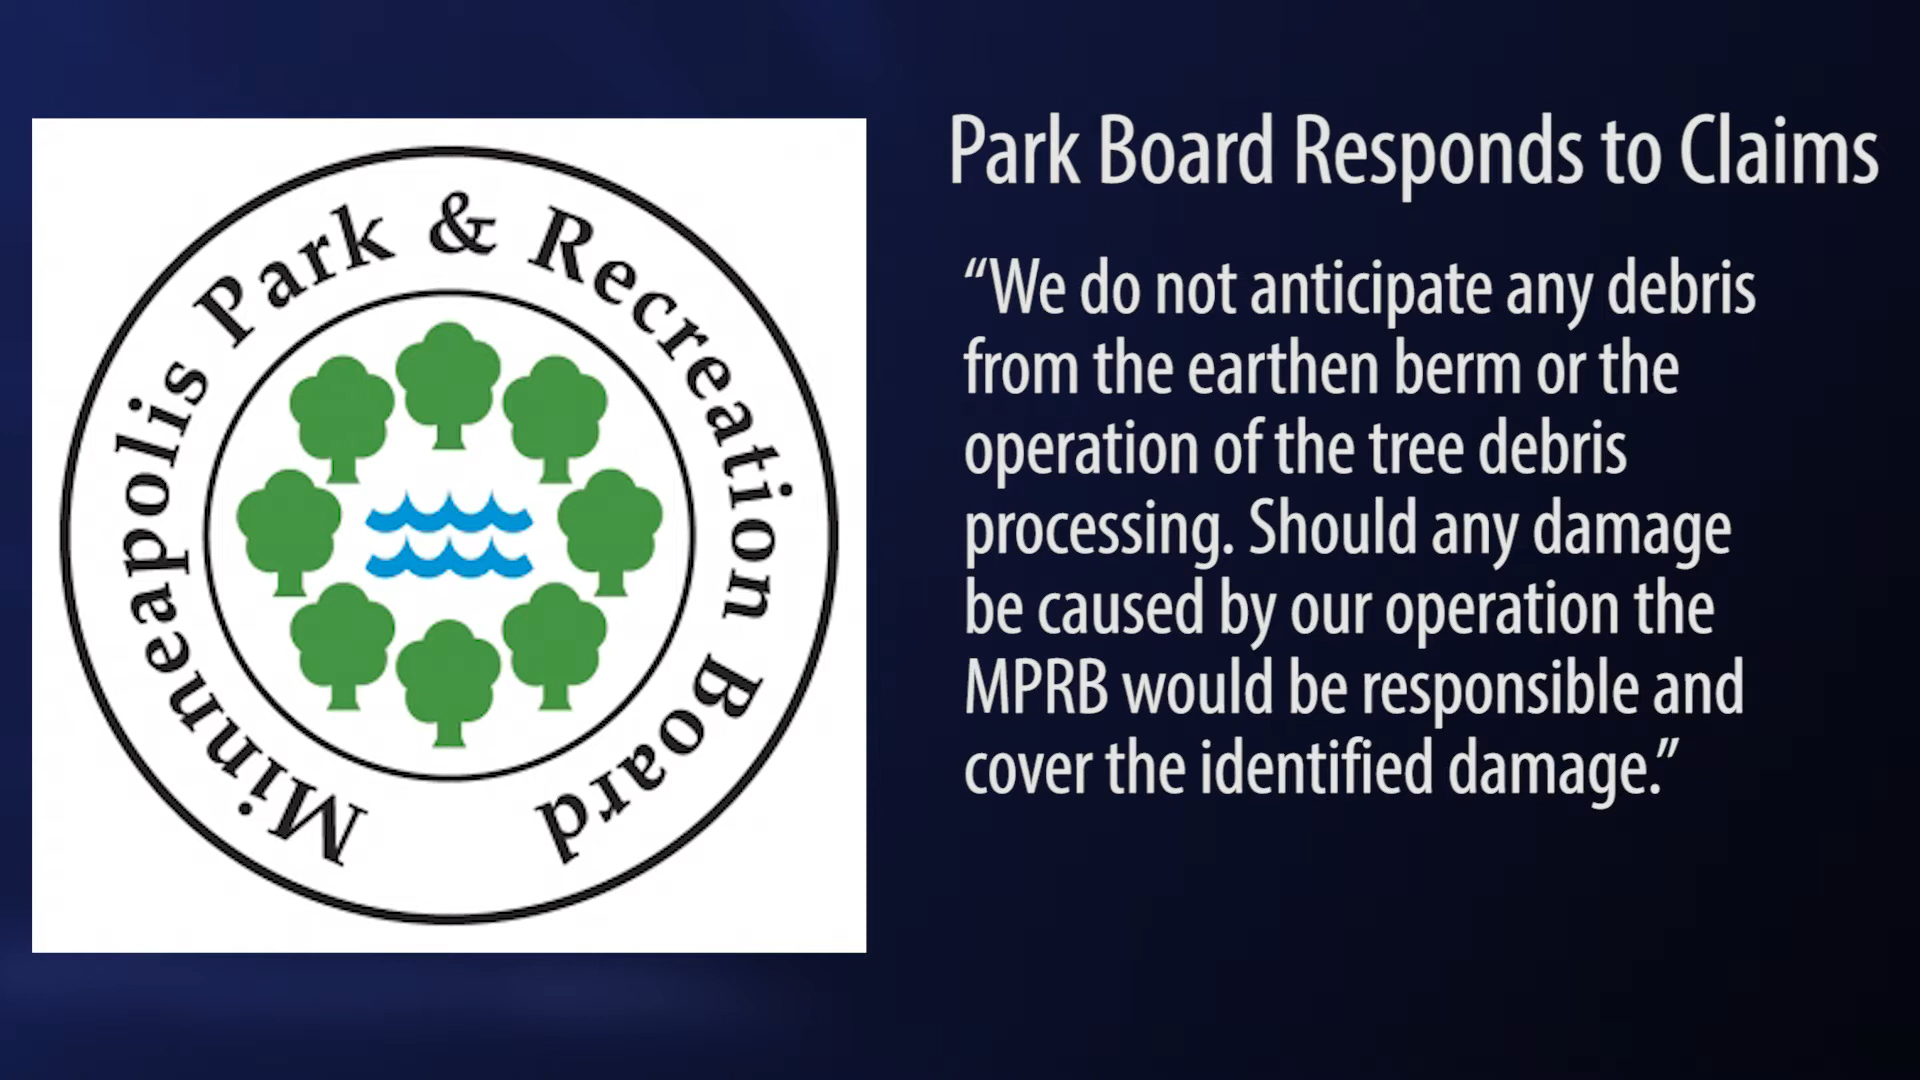 Minneapolis Park & Recreation Board
Park Board Responds to Claims
“We do not anticipate any debris
from the earthen berm or the
operation of the tree debris
processing. Should any damage
be caused by our operation the
MPRB would be responsible and
cover the identified damage.”